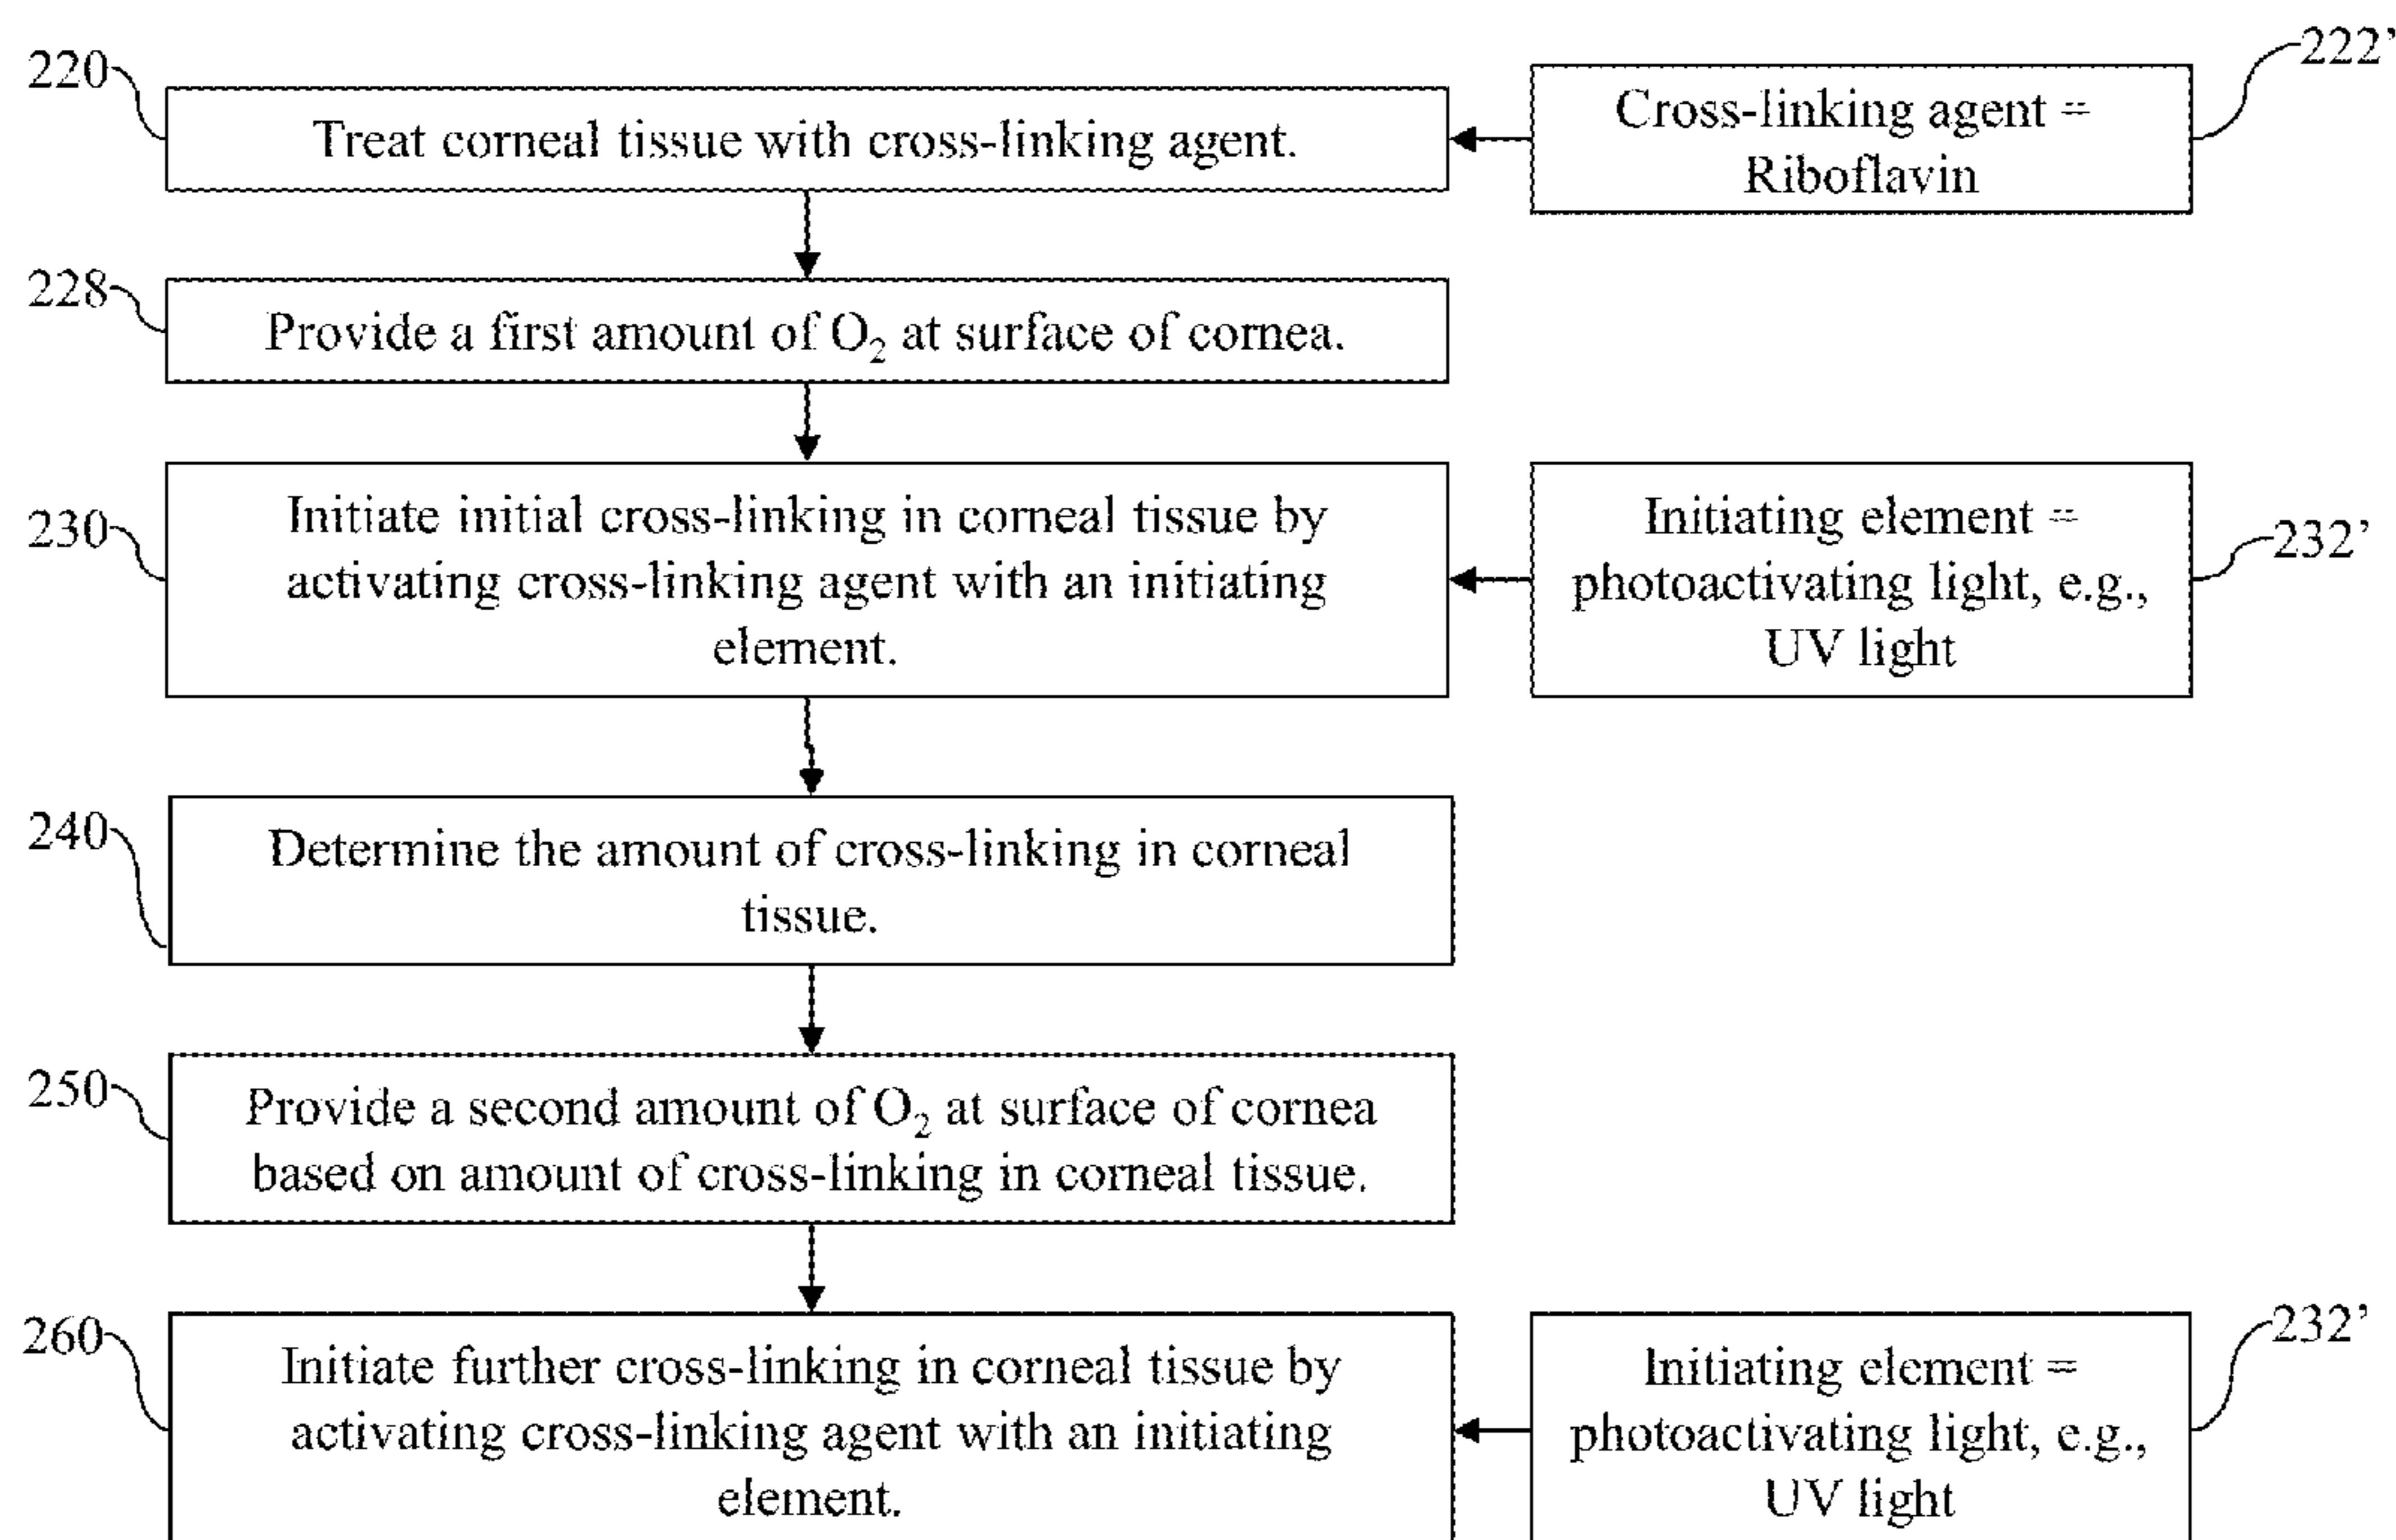 220
Treat corneal tissue with cross-linking agent.
Cross-linking agent =
Riboflavin
222’
228
Provide a first amount of O₂ at surface of cornea.
230
Initiate initial cross-linking in corneal tissue by
activating cross-linking agent with an initiating
element.
Initiating element =
photoactivating light, e.g.,
UV light
232’
240
Determine the amount of cross-linking in corneal
tissue.
250
Provide a second amount of O₂ at surface of cornea
based on amount of cross-linking in corneal tissue.
260
Initiate further cross-linking in corneal tissue by
activating cross-linking agent with an initiating
element.
Initiating element =
photoactivating light, e.g.,
UV light
232’